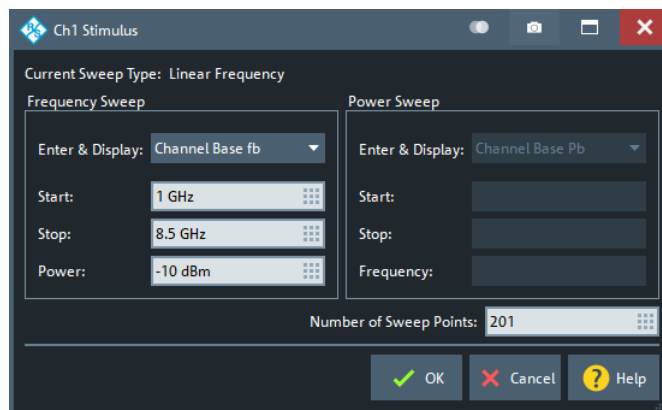 Ch1 Stimulus
Current Sweep Type: Linear Frequency
Frequency Sweep
Enter & Display: Channel Base fb
Start: 1 GHz
Stop: 8.5 GHz
Power: -10 dBm
Power Sweep
Enter & Display: Channel Base Pb
Start:
Stop:
Frequency:
Number of Sweep Points: 201
OK
Cancel
? Help